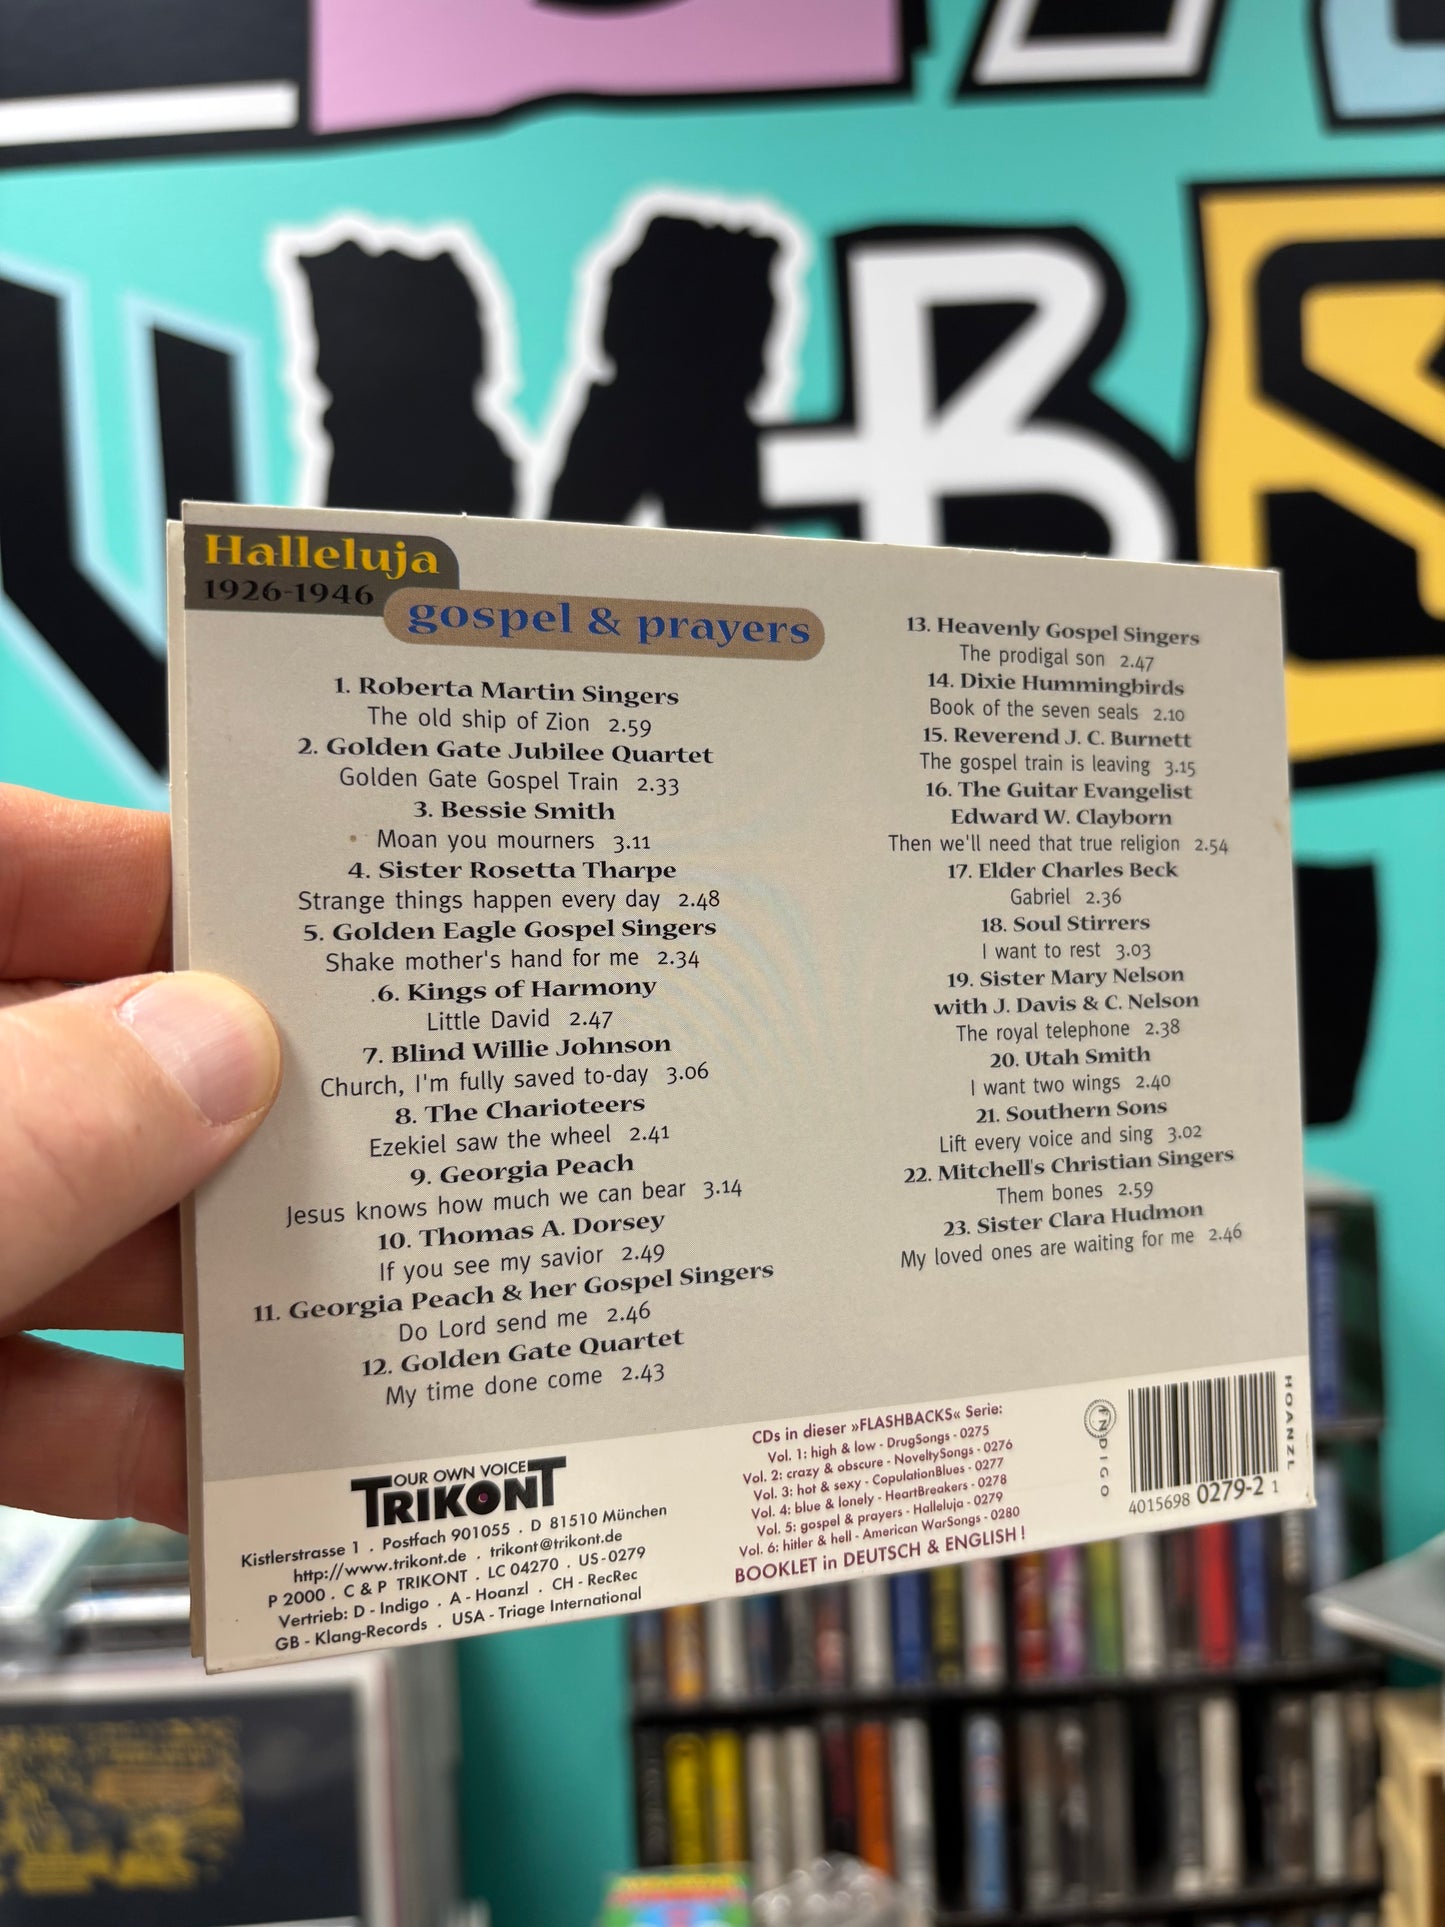 Halleluja
1926-1946
gospel & prayers
1. Roberta Martin Singers
The old ship of Zion 2.59
2. Golden Gate Jubilee Quartet
Golden Gate Gospel Train 2.33
3. Bessie Smith
Moan you mourners 3.11
4. Sister Rosetta Tharpe
Strange things happen every day 2.48
5. Golden Eagle Gospel Singers
Shake mother's hand for me 2.34
6. Kings of Harmony
Little David 2.47
7. Blind Willie Johnson
Church, I'm fully saved to-day 3.06
8. The Charioteers
Ezekiel saw the wheel 2.41
9. Georgia Peach
Jesus knows how much we can bear 3.14
10. Thomas A. Dorsey
If you see my savior 2.49
11. Georgia Peach & her Gospel Singers
Do Lord send me 2.46
12. Golden Gate Quartet
My time done come 2.43
13. Heavenly Gospel Singers
The prodigal son 2.47
14. Dixie Hummingbirds
Book of the seven seals 2.10
15. Reverend J. C. Burnett
The gospel train is leaving 3.15
16. The Guitar Evangelist
Edward W. Clayborn
Then we'll need that true religion 2.54
17. Elder Charles Beck
Gabriel 2.36
18. Soul Stirrers
I want to rest 3.03
19. Sister Mary Nelson
with J. Davis & C. Nelson
The royal telephone 2.38
20. Utah Smith
I want two wings 2.40
21. Southern Sons
Lift every voice and sing 3.02
22. Mitchell's Christian Singers
Them bones 2.59
23. Sister Clara Hudmon
My loved ones are waiting for me 2.46
OUR OWN VOICE
TRIKONT
Kistlerstrasse 1 . Postfach 901055 . D 81510 München
http://www.trikont.de . trikont@trikont.de
P 2000 . C & P TRIKONT . LC 04270 . US-0279
Vertrieb: D - Indigo . A - Hoanzl . CH - RecRec
GB - Klang-Records . USA - Triage International
CDs in dieser »FLASHBACKS« Serie:
Vol. 1: high & low - DrugSongs - 0275
Vol. 2: crazy & obscure - NoveltySongs - 0276
Vol. 3: hot & sexy - CopulationBlues - 0277
Vol. 4: blue & lonely - HeartBreakers - 0278
Vol. 5: gospel & prayers - Halleluja - 0279
Vol. 6: hitler & hell - American WarSongs - 0280
BOOKLET in DEUTSCH & ENGLISH!
INDIGO
4015698 0279-2 1
HOANZL